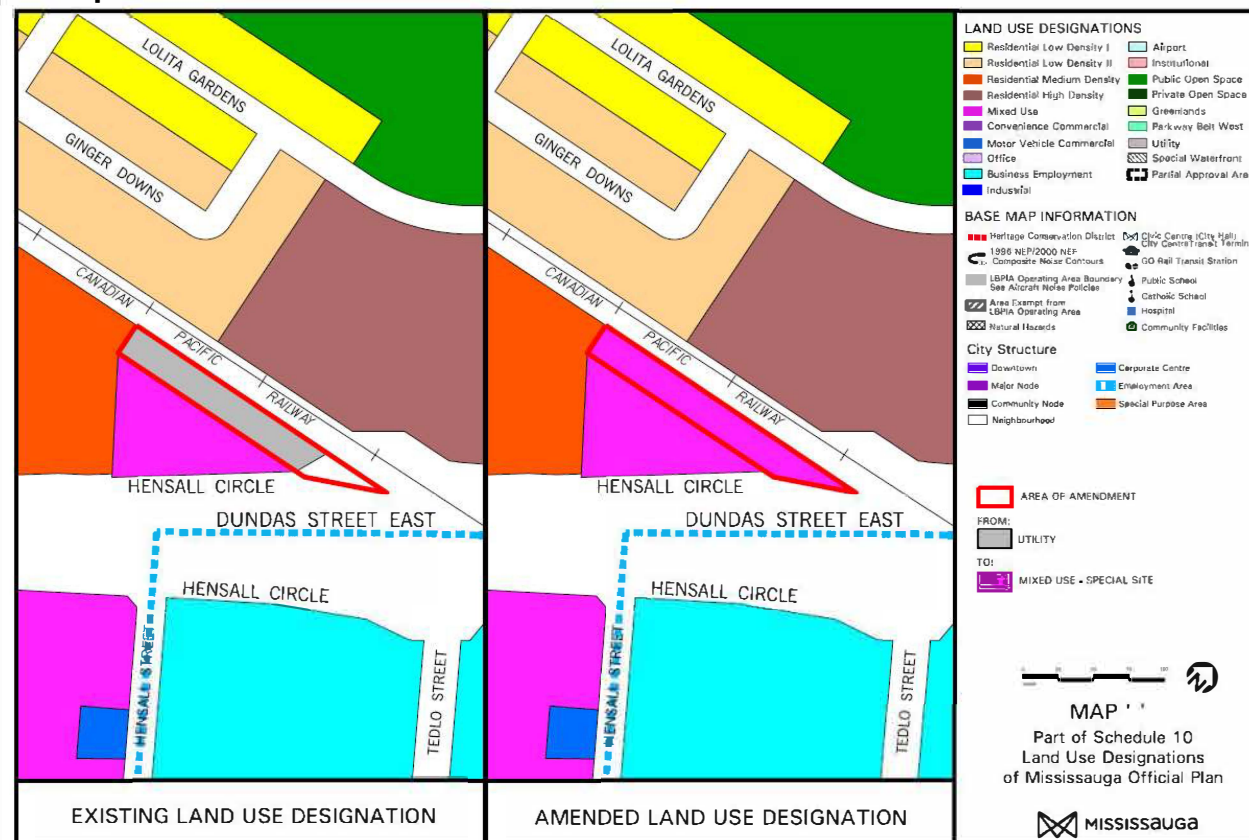 LOLITA GARDENS
GINGER DOWNS
CANADIAN
PACIFIC
RAILWAY
HENSALL CIRCLE
DUNDAS STREET EAST
HENSALL CIRCLE
HENSALL STREET
TEDLO STREET
EXISTING LAND USE DESIGNATION
LOLITA GARDENS
GINGER DOWNS
CANADIAN
PACIFIC
RAILWAY
HENSALL CIRCLE
DUNDAS STREET EAST
HENSALL CIRCLE
HENSALL STREET
TEDLO STREET
AMENDED LAND USE DESIGNATION
LAND USE DESIGNATIONS
Residential Low Density I
Residential Low Density II
Residential Medium Density
Residential High Density
Mixed Use
Convenience Commercial
Motor Vehicle Commercial
Office
Business Employment
Industrial
Airport
Institutional
Public Open Space
Private Open Space
Greenlands
Parkway Belt West
Utility
Special Waterfront
Partial Approval Area
BASE MAP INFORMATION
Heritage Conservation District
1996 NEP/2000 NEF
Composite Noise Contours
LBPIA Operating Area Boundary
See Aircraft Noise Policies
Area Exempt from
LBPIA Operating Area
Natural Hazards
Civic Centre (City Hall)
City Centre Transit Termin
GO Rail Transit Station
Public School
Catholic School
Hospital
Community Facilities
City Structure
Downtown
Major Node
Community Node
Neighbourhood
Corporate Centre
Employment Area
Special Purpose Area
AREA OF AMENDMENT
FROM:
UTILITY
TO:
MIXED USE - SPECIAL SITE
MAP ' '
Part of Schedule 10
Land Use Designations
of Mississauga Official Plan
MISSISSAUGA